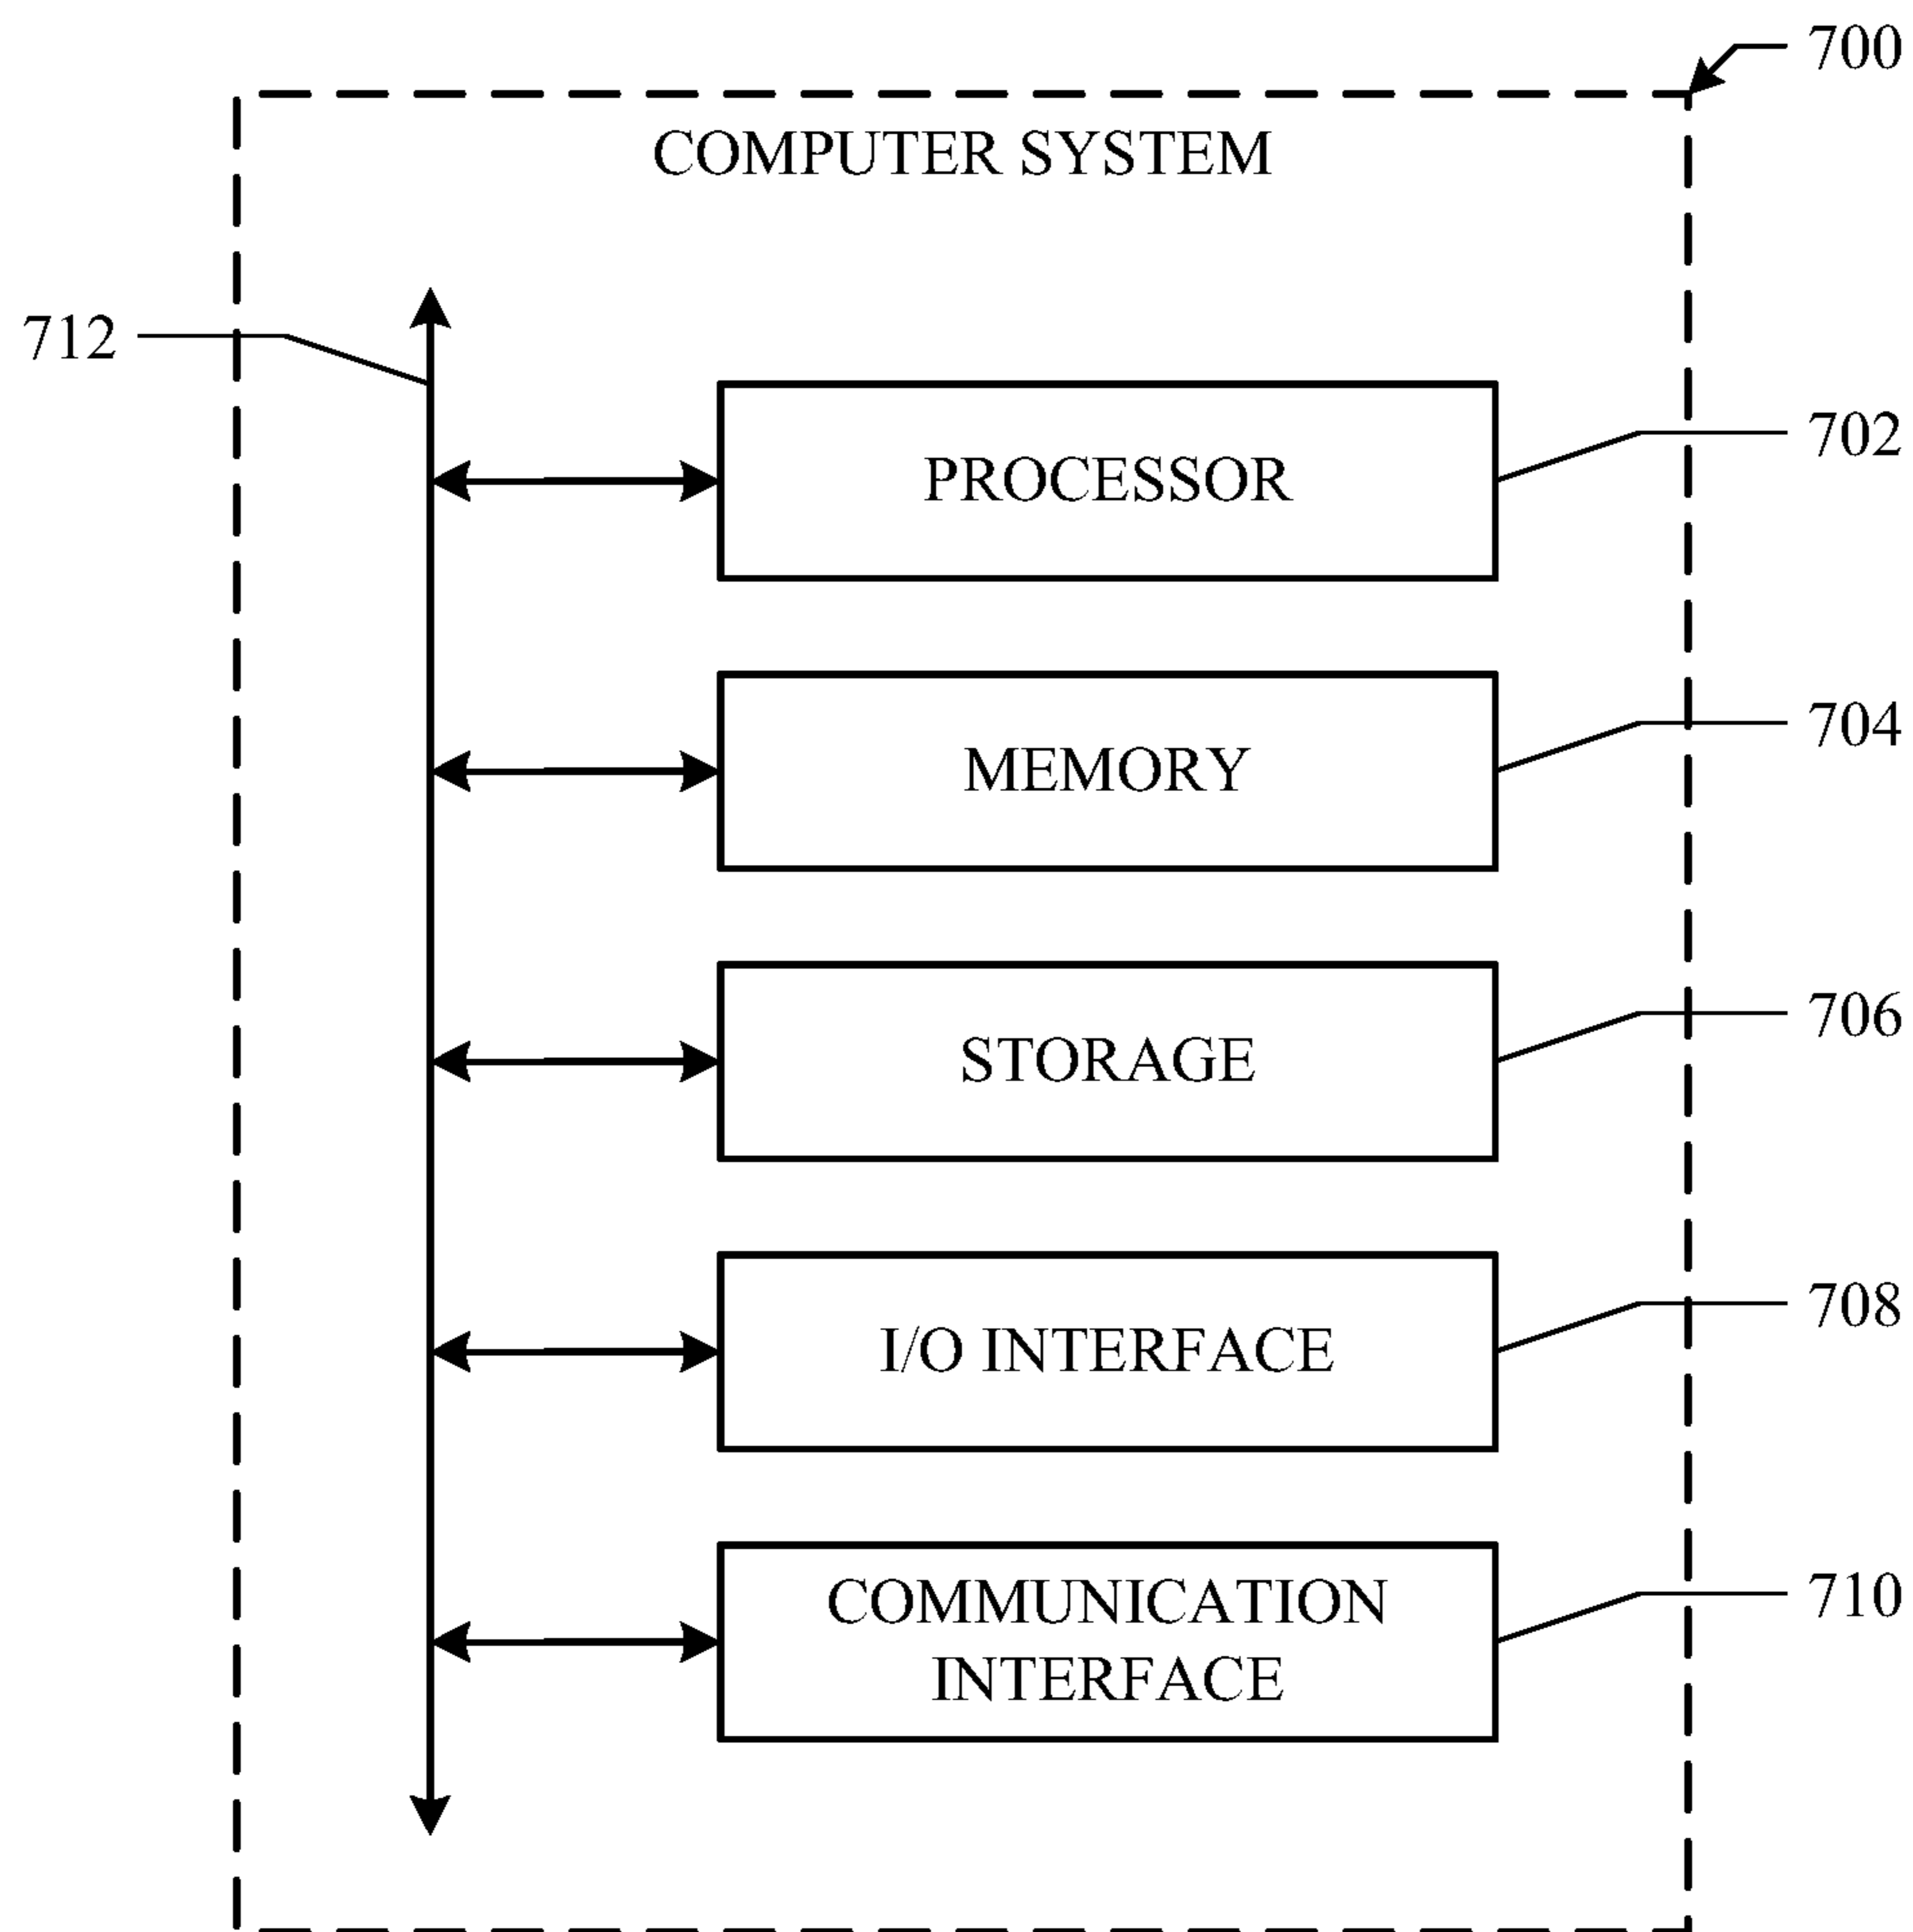 700
COMPUTER SYSTEM
712
702
PROCESSOR
704
MEMORY
706
STORAGE
708
I/O INTERFACE
710
COMMUNICATION
INTERFACE